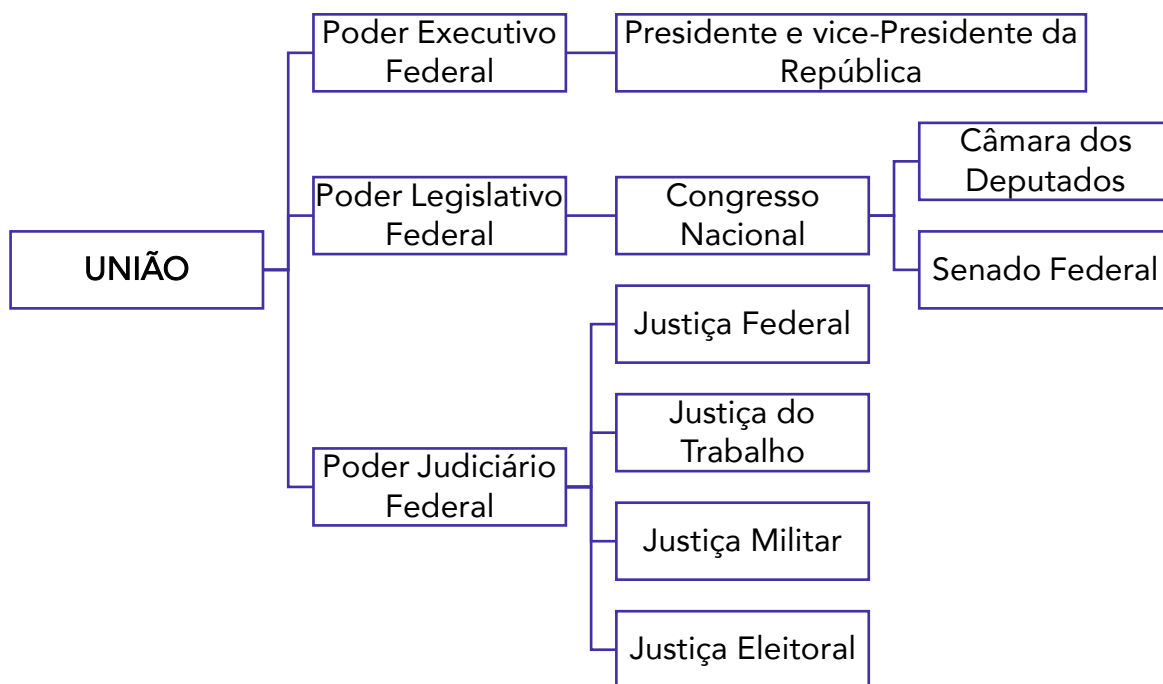 UNIÃO
Poder Executivo
Federal
Presidente e vice-Presidente da
República
Poder Legislativo
Federal
Congresso
Nacional
Câmara dos
Deputados
Senado Federal
Poder Judiciário
Federal
Justiça Federal
Justiça do
Trabalho
Justiça Militar
Justiça Eleitoral